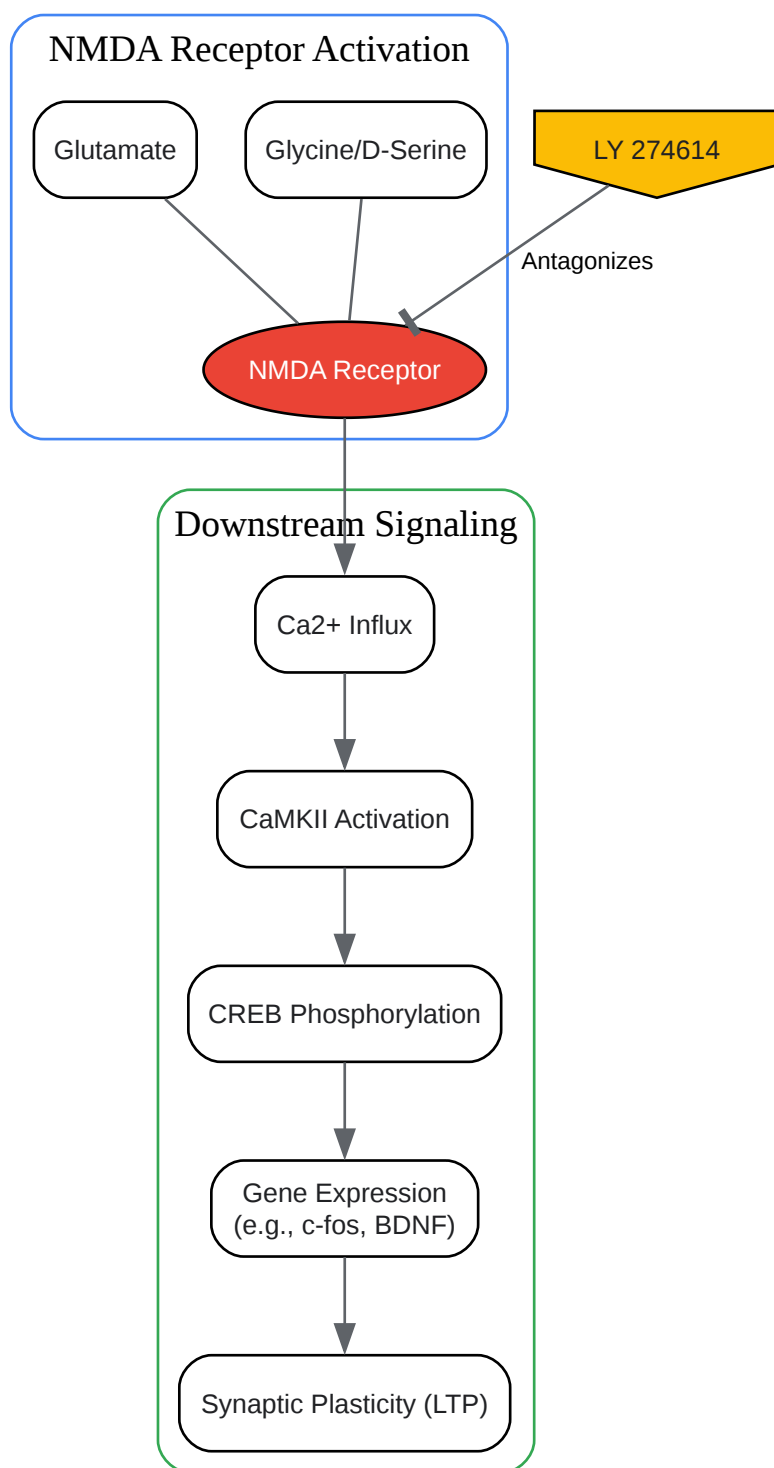 NMDA Receptor Activation
Glutamate
Glycine/D-Serine
LY 274614
Antagonizes
NMDA Receptor
Downstream Signaling
Ca2+ Influx
CaMKII Activation
CREB Phosphorylation
Gene Expression
(e.g., c-fos, BDNF)
Synaptic Plasticity (LTP)